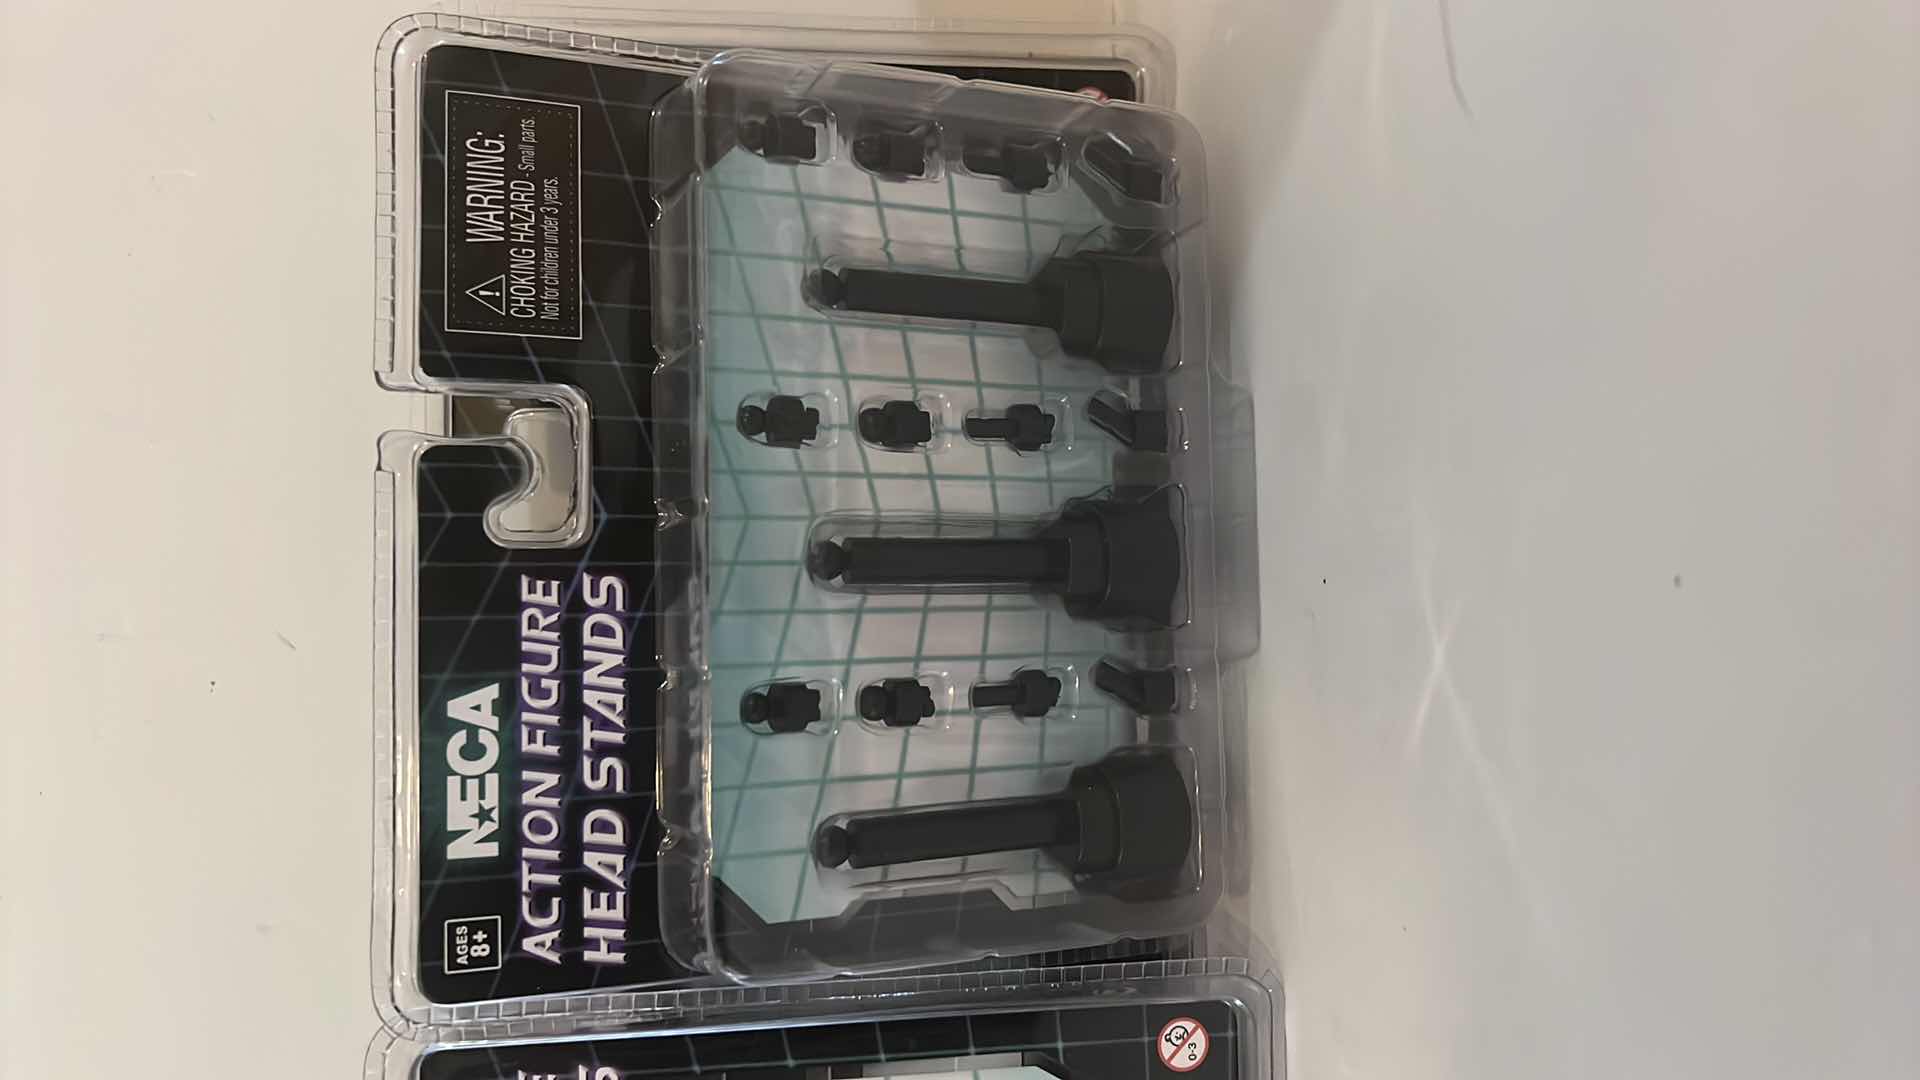 AGES
8+
NECA
ACTION FIGURE
HEAD STANDS
WARNING:
CHOKING HAZARD - Small parts.
Not for children under 3 years.
0-3